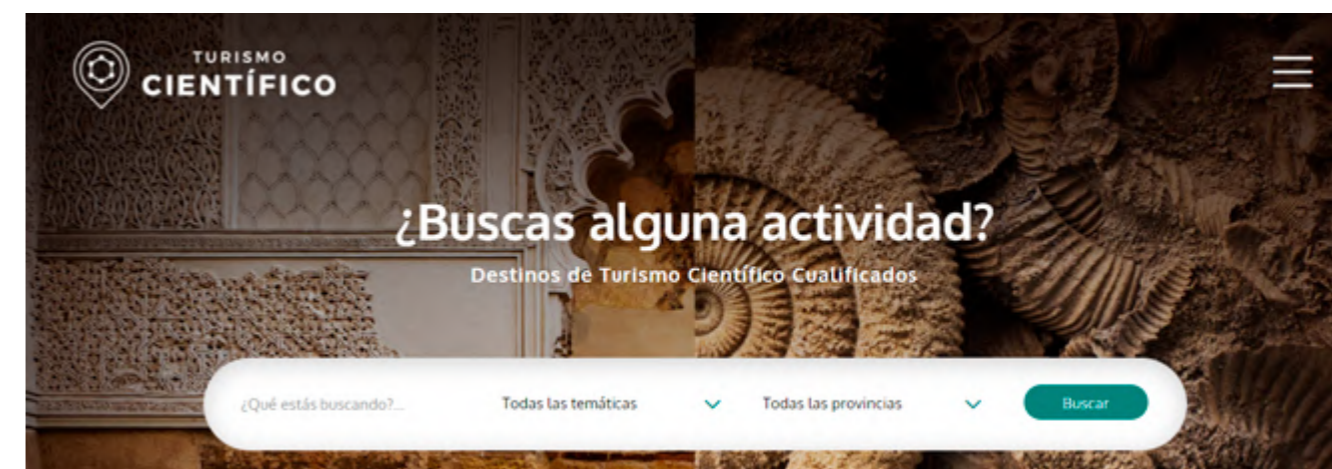 TURISMO
CIENTÍFICO
¿Buscas alguna actividad?
Destinos de Turismo Científico Cualificados
¿Qué estás buscando?... Todas las temáticas Todas las provincias Buscar